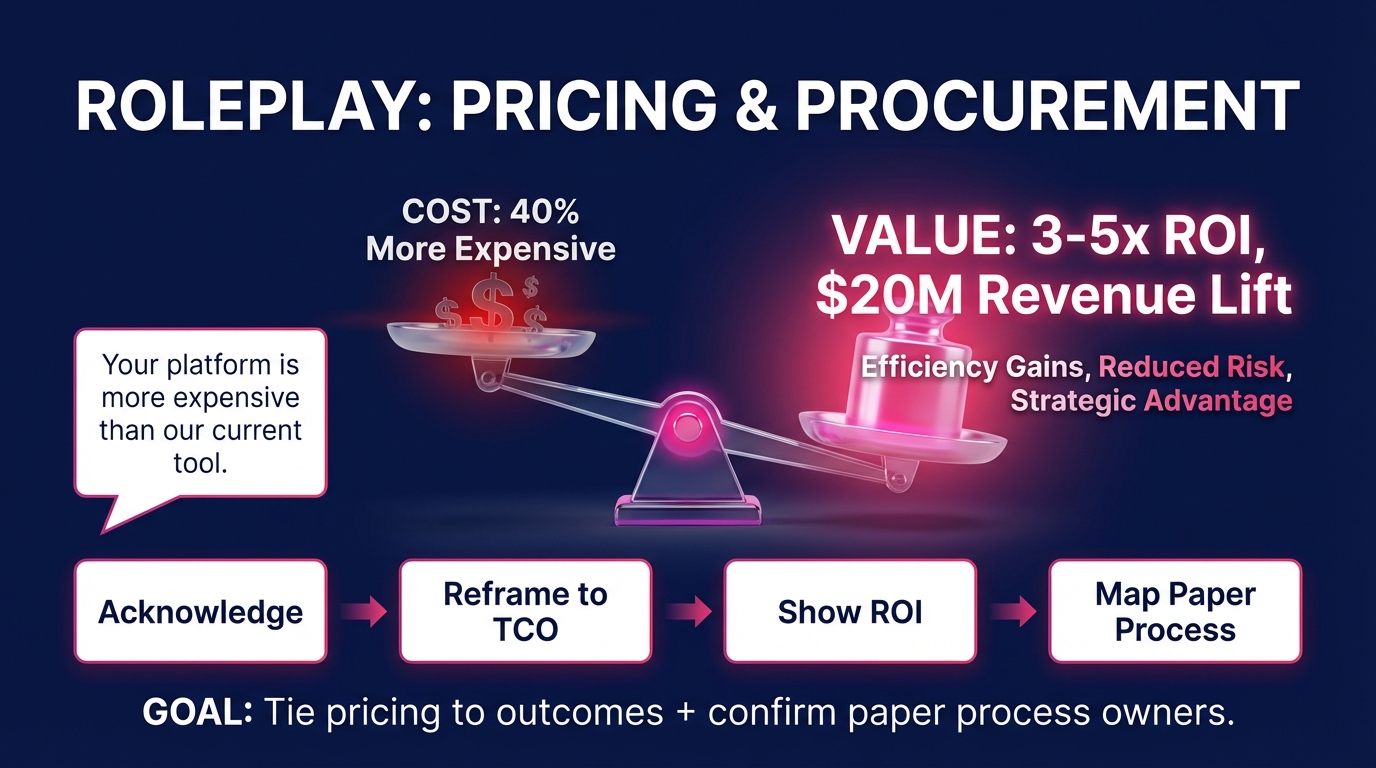 ROLEPLAY: PRICING & PROCUREMENT
COST: 40%
More Expensive
$ $ $ $
VALUE: 3-5x ROI,
$20M Revenue Lift
Efficiency Gains, Reduced Risk,
Strategic Advantage
Your platform is
more expensive
than our current
tool.
Acknowledge
Reframe to
TCO
Show ROI
Map Paper
Process
GOAL: Tie pricing to outcomes + confirm paper process owners.